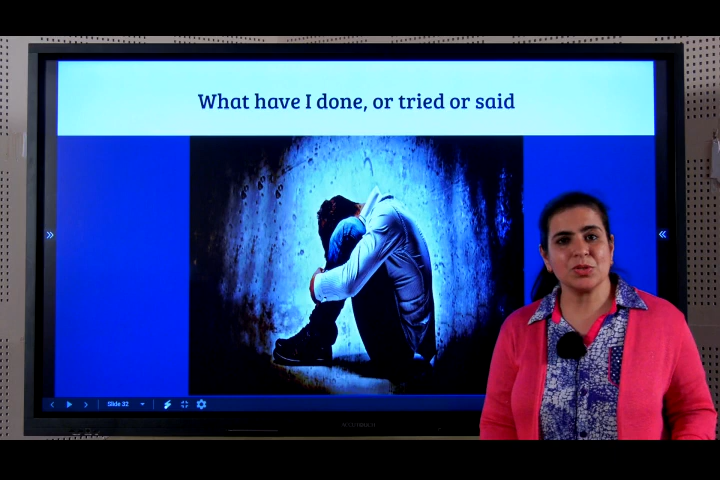 What have I done, or tried or said
Slide 32